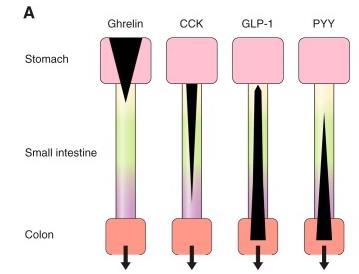 A
Ghrelin CCK GLP-1 PYY
Stomach
Small intestine
Colon